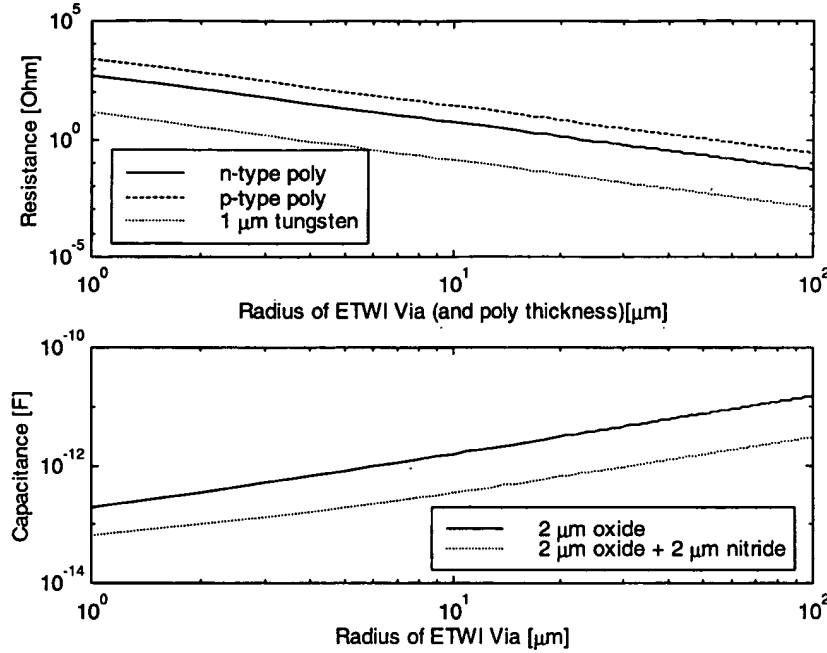 Resistance [Ohm]
10^5
10^0
10^-5
n-type poly
p-type poly
1 μm tungsten
10^0
10^1
10^2
Radius of ETWI Via (and poly thickness)[μm]
Capacitance [F]
10^-10
10^-12
10^-14
2 μm oxide
2 μm oxide + 2 μm nitride
10^0
10^1
10^2
Radius of ETWI Via [μm]